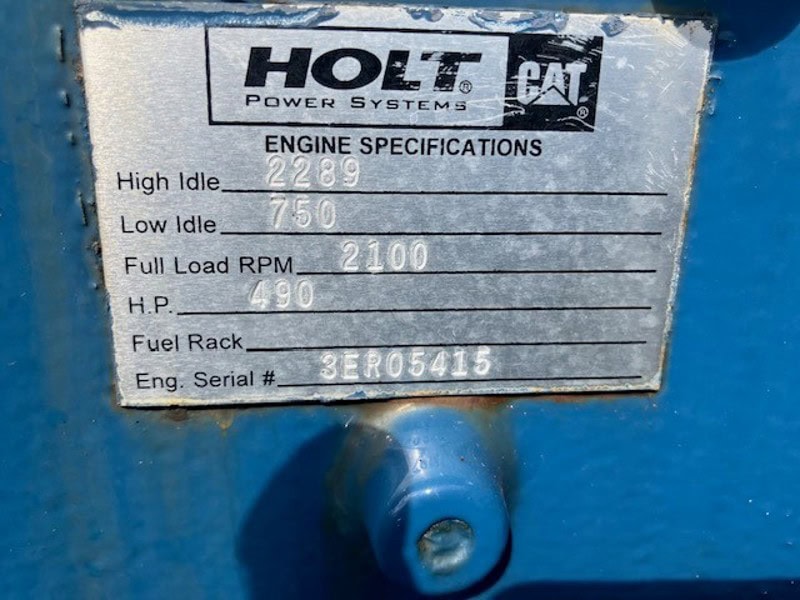 HOLT® CAT®
POWER SYSTEMS
ENGINE SPECIFICATIONS
High Idle 2289
Low Idle 750
Full Load RPM 2100
H.P. 490
Fuel Rack
Eng. Serial # 3ER05415